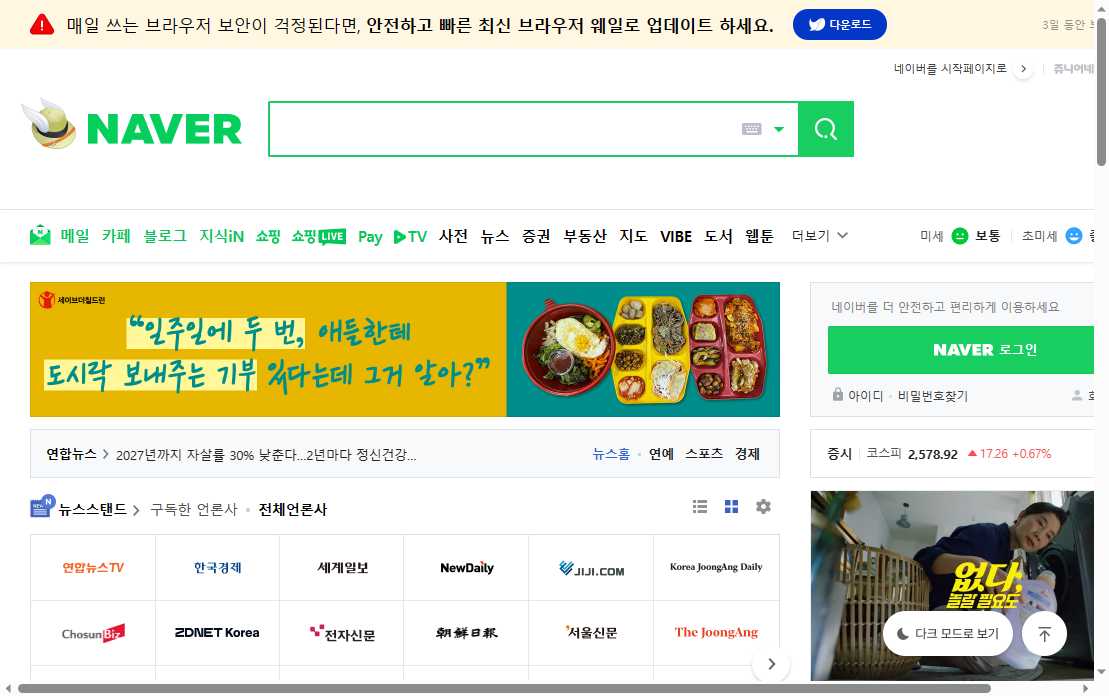 매일 쓰는 브라우저 보안이 걱정된다면, 안전하고 빠른 최신 브라우저 웨일로 업데이트 하세요.
다운로드
3일 동안
네이버를 시작페이지로
쥬니어네
NAVER
메일 카페 블로그 지식iN 쇼핑 쇼핑LIVE Pay TV 사전 뉴스 증권 부동산 지도 VIBE 도서 웹툰 더보기
미세 보통 초미세
세이브더칠드런
“일주일에 두 번, 애들한테
도시락 보내주는 기부 있다는데 그거 알아?”
네이버를 더 안전하고 편리하게 이용하세요
NAVER 로그인
아이디 · 비밀번호찾기
연합뉴스 > 2027년까지 자살률 30% 낮춘다...2년마다 정신건강...
뉴스홈 · 연예 스포츠 경제
증시 코스피 2,578.92 ▲ 17.26 +0.67%
NEW N
뉴스스탠드 > 구독한 언론사 · 전체언론사
연합뉴스TV 한국경제 세계일보 NewDaily JIJI.COM Korea JoongAng Daily
ChosunBiz ZDNET Korea 전자신문 朝鮮日報 서울신문 The JoongAng
없다,
돌릴 필요도
다크 모드로 보기